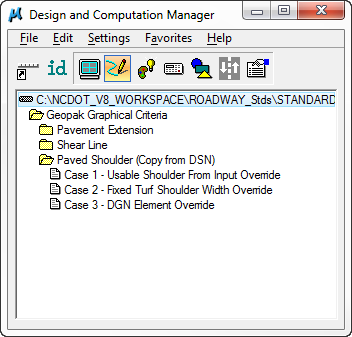 Design and Computation Manager
File Edit Settings Favorites Help
id
C:\NCDOT_V8_WORKSPACE\ROADWAY_Stds\STANDARD
Geopak Graphical Criteria
Pavement Extension
Shear Line
Paved Shoulder (Copy from DSN)
Case 1 - Usable Shoulder From Input Override
Case 2 - Fixed Turf Shoulder Width Override
Case 3 - DGN Element Override